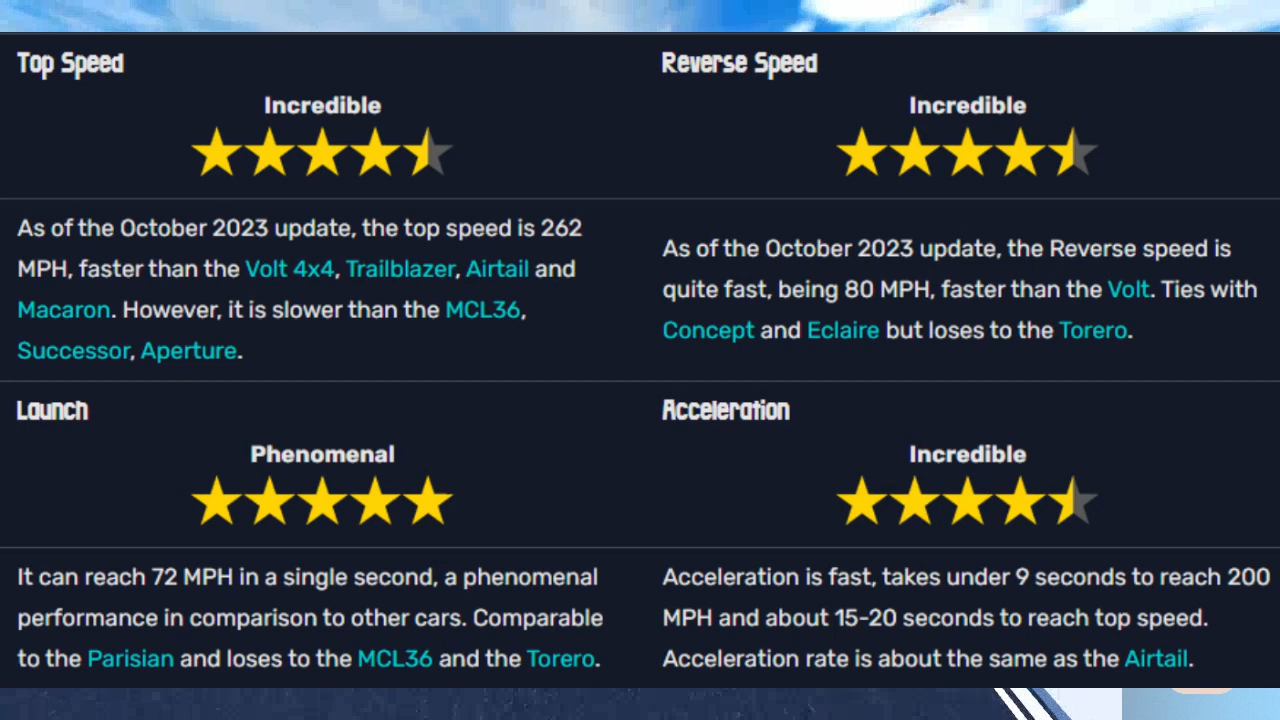 Top Speed
Incredible
As of the October 2023 update, the top speed is 262
MPH, faster than the Volt 4x4, Trailblazer, Airtail and
Macaron. However, it is slower than the MCL36,
Successor, Aperture.
Reverse Speed
Incredible
As of the October 2023 update, the Reverse speed is
quite fast, being 80 MPH, faster than the Volt. Ties with
Concept and Eclaire but loses to the Torero.
Launch
Phenomenal
It can reach 72 MPH in a single second, a phenomenal
performance in comparison to other cars. Comparable
to the Parisian and loses to the MCL36 and the Torero.
Acceleration
Incredible
Acceleration is fast, takes under 9 seconds to reach 200
MPH and about 15-20 seconds to reach top speed.
Acceleration rate is about the same as the Airtail.